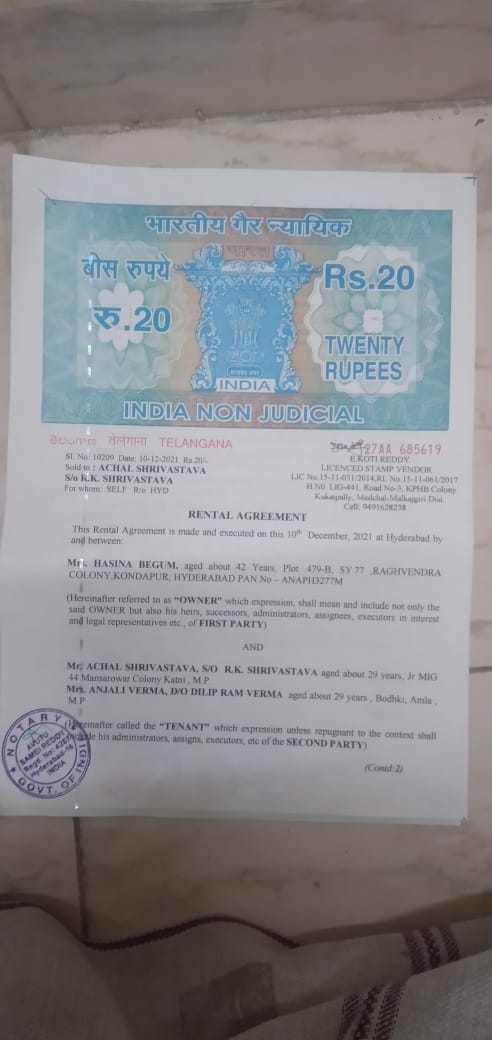 भारतीय गैर न्यायिक
भारत
बीस रुपये
Rs.20
रु.20
TWENTY
RUPEES
सत्यमेव जयते
INDIA
INDIA NON JUDICIAL
తెలంగాణ तेलंगाना TELANGANA
27AA 685619
Sl. No. 10209 Date: 10-12-2021 Rs.20/-
Sold to : ACHAL SHRIVASTAVA
S/o R.K. SHRIVASTAVA
For whom: SELF R/o HYD
E.KOTI REDDY
LICENCED STAMP VENDOR
LIC No.15-11-031/2014,RL No.15-11-061/2017
H.N0. LIG-441, Road No-3, KPHB Colony
Kukatpally, Medchal-Malkajgiri Dist.
Cell: 9491628238
RENTAL AGREEMENT
This Rental Agreement is made and executed on this 10th December, 2021 at Hyderabad by
and between:
Mrs. HASINA BEGUM, aged about 42 Years, Plot 479-B, SY 77 ,RAGHVENDRA
COLONY,KONDAPUR, HYDERABAD PAN No – ANAPH3277M
(Hereinafter referred to as “OWNER” which expression, shall mean and include not only the
said OWNER but also his heirs, successors, administrators, assignees, executors in interest
and legal representatives etc., of FIRST PARTY)
AND
Mr. ACHAL SHRIVASTAVA, S/O R.K. SHRIVASTAVA aged about 29 years, Jr MIG
44 Mansarowar Colony Katni , M.P
Mrs. ANJALI VERMA, D/O DILIP RAM VERMA aged about 29 years , Bodhki, Amla ,
M.P
(Hereinafter called the “TENANT” which expression unless repugnant to the context shall
include his administrators, assigns, executors, etc of the SECOND PARTY)
(Contd:2)
NOTARY
AVUTU
SAMBI REDDY
Hyderabad
INDIA
GOVT. OF INDIA